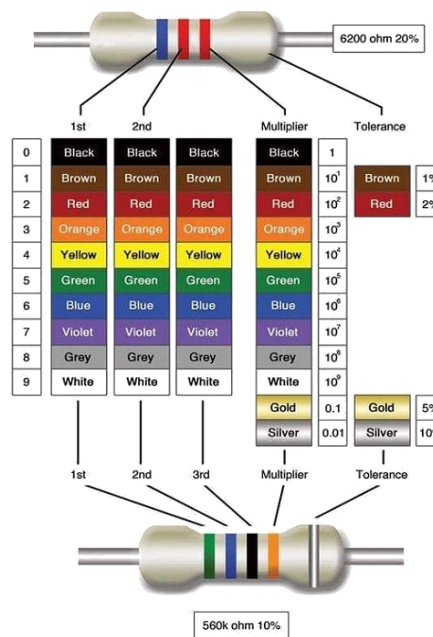 6200 ohm 20%
1st 2nd Multiplier Tolerance
0 Black Black Black Black 1
1 Brown Brown Brown Brown 10¹ Brown 1%
2 Red Red Red Red 10² Red 2%
3 Orange Orange Orange Orange 10³
4 Yellow Yellow Yellow Yellow 10⁴
5 Green Green Green Green 10⁵
6 Blue Blue Blue Blue 10⁶
7 Violet Violet Violet Violet 10⁷
8 Grey Grey Grey Grey 10⁸
9 White White White White 10⁹
Gold 0.1 Gold 5%
Silver 0.01 Silver 10%
1st 2nd 3rd Multiplier Tolerance
560k ohm 10%